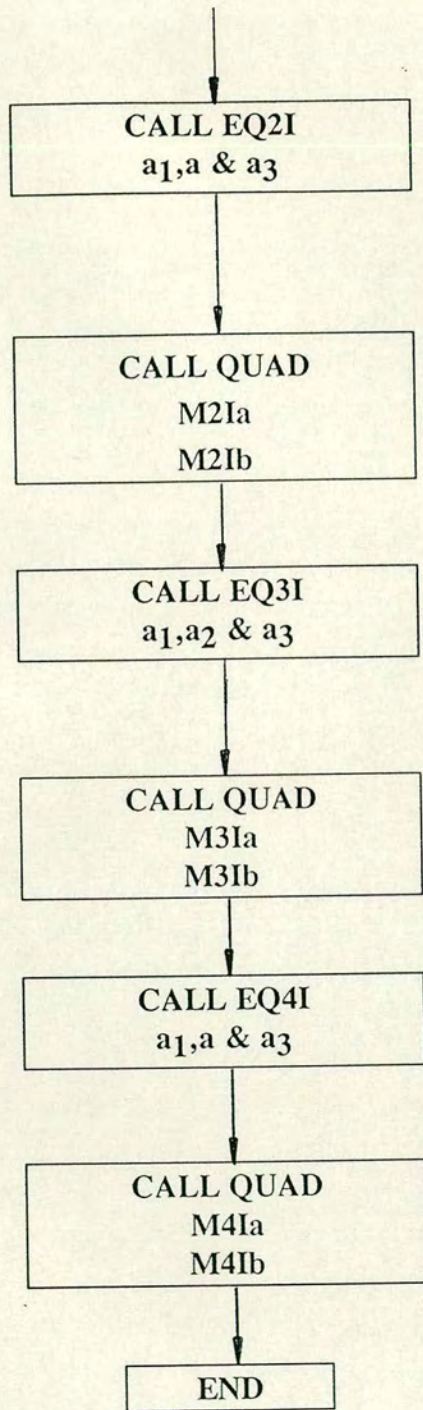 CALL EQ2I
a1,a & a3
CALL QUAD
M2Ia
M2Ib
CALL EQ3I
a1,a2 & a3
CALL QUAD
M3Ia
M3Ib
CALL EQ4I
a1,a & a3
CALL QUAD
M4Ia
M4Ib
END